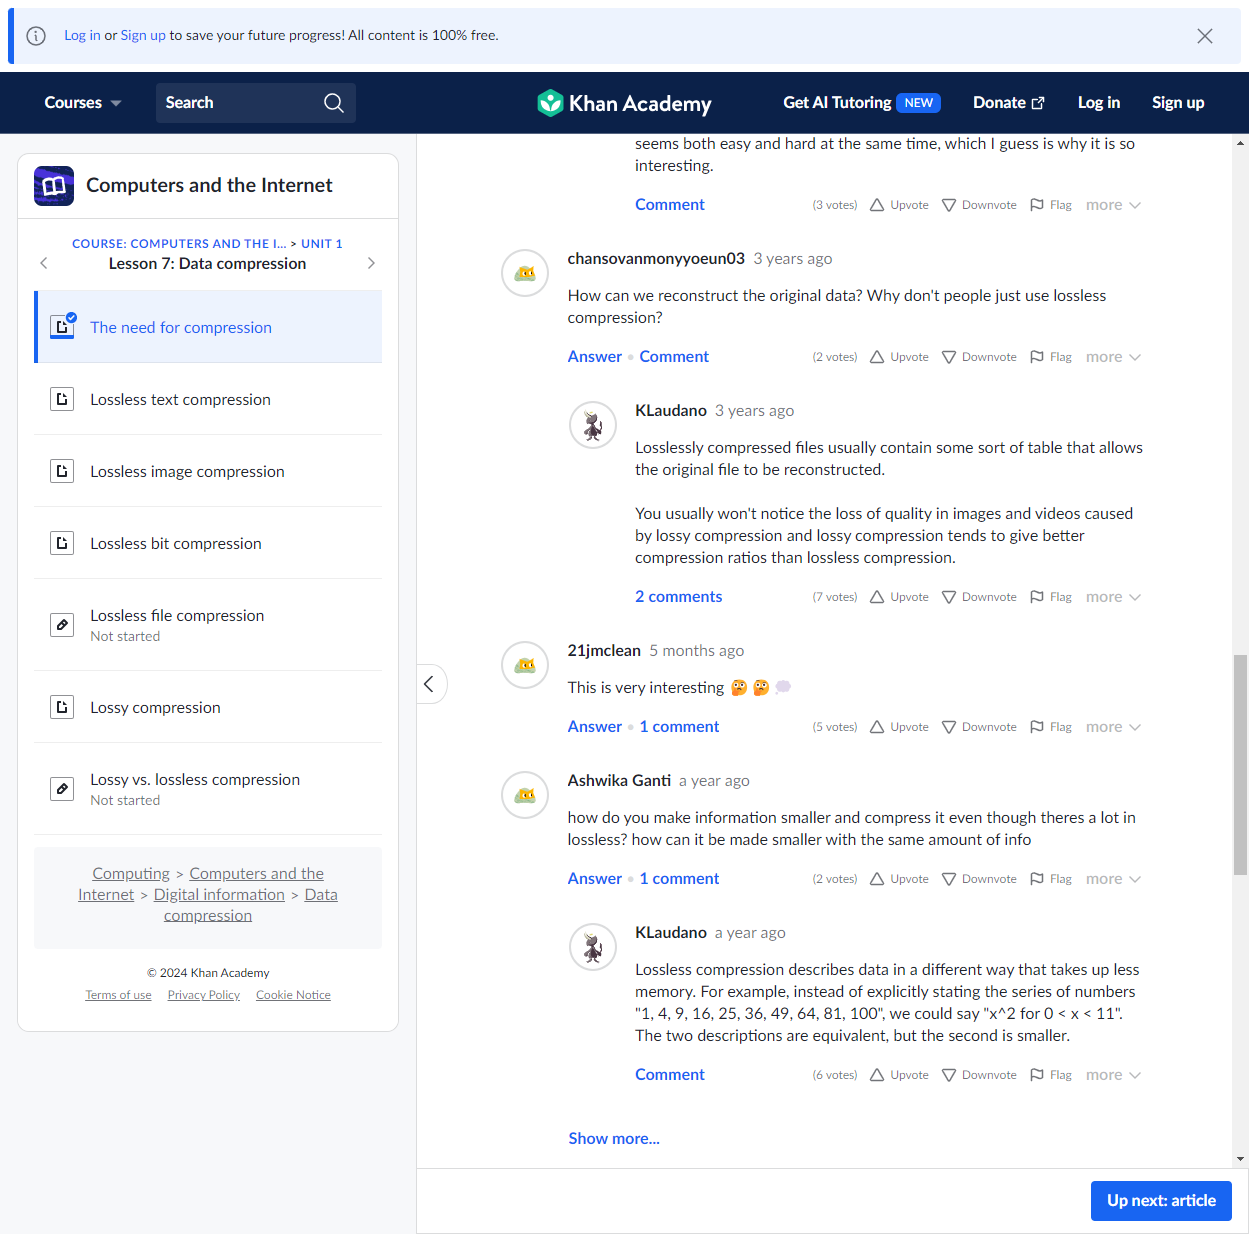 Log in or Sign up to save your future progress! All content is 100% free.
Courses
Search
Khan Academy
Get AI Tutoring NEW
Donate
Log in
Sign up
Computers and the Internet
COURSE: COMPUTERS AND THE I... > UNIT 1
Lesson 7: Data compression
The need for compression
Lossless text compression
Lossless image compression
Lossless bit compression
Lossless file compression
Not started
Lossy compression
Lossy vs. lossless compression
Not started
Computing > Computers and the
Internet > Digital information > Data
compression
© 2024 Khan Academy
Terms of use Privacy Policy Cookie Notice
seems both easy and hard at the same time, which I guess is why it is so
interesting.
Comment (3 votes) Upvote Downvote Flag more
chansovanmonyyoeun03 3 years ago
How can we reconstruct the original data? Why don't people just use lossless
compression?
Answer • Comment (2 votes) Upvote Downvote Flag more
KLaudano 3 years ago
Losslessly compressed files usually contain some sort of table that allows
the original file to be reconstructed.
You usually won't notice the loss of quality in images and videos caused
by lossy compression and lossy compression tends to give better
compression ratios than lossless compression.
2 comments (7 votes) Upvote Downvote Flag more
21jmclean 5 months ago
This is very interesting 🤔 🤔 💭
Answer • 1 comment (5 votes) Upvote Downvote Flag more
Ashwika Ganti a year ago
how do you make information smaller and compress it even though theres a lot in
lossless? how can it be made smaller with the same amount of info
Answer • 1 comment (2 votes) Upvote Downvote Flag more
KLaudano a year ago
Lossless compression describes data in a different way that takes up less
memory. For example, instead of explicitly stating the series of numbers
"1, 4, 9, 16, 25, 36, 49, 64, 81, 100", we could say "x^2 for 0 < x < 11".
The two descriptions are equivalent, but the second is smaller.
Comment (6 votes) Upvote Downvote Flag more
Show more...
Up next: article